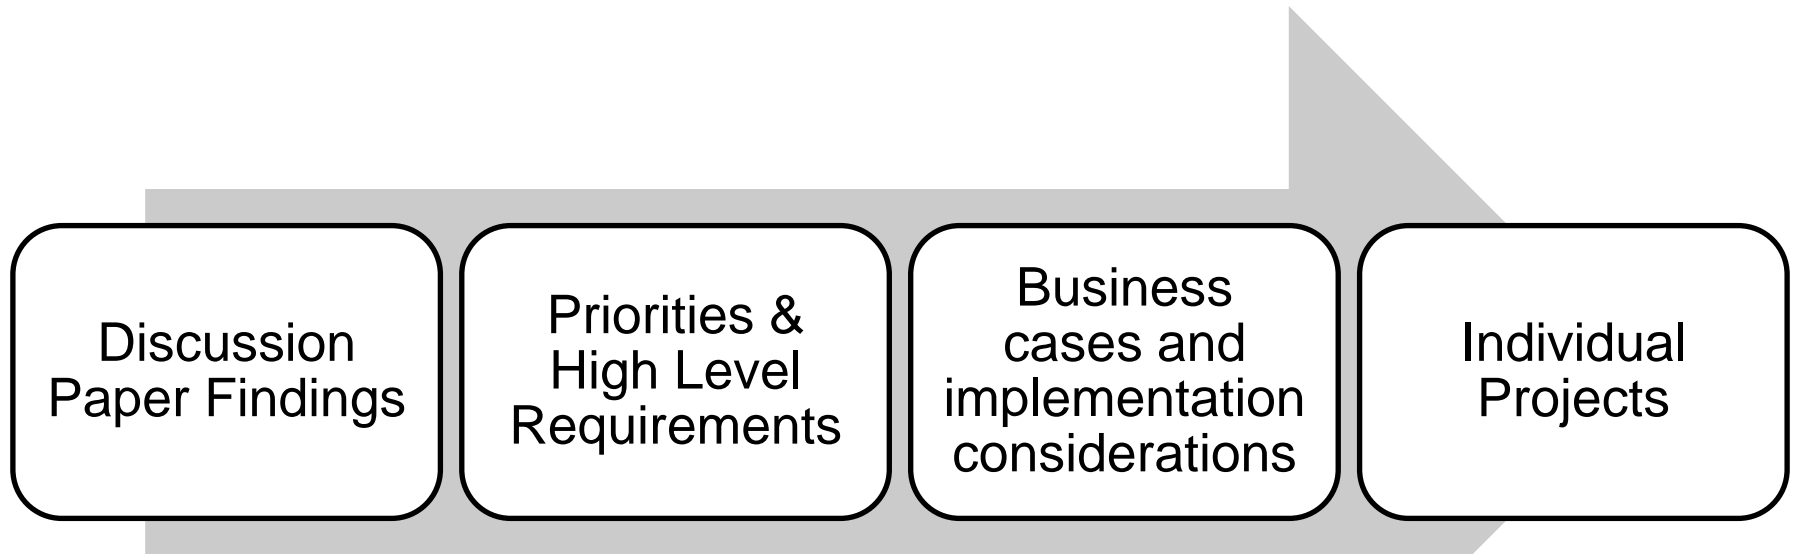 Discussion
Paper Findings
Priorities &
High Level
Requirements
Business
cases and
implementation
considerations
Individual
Projects